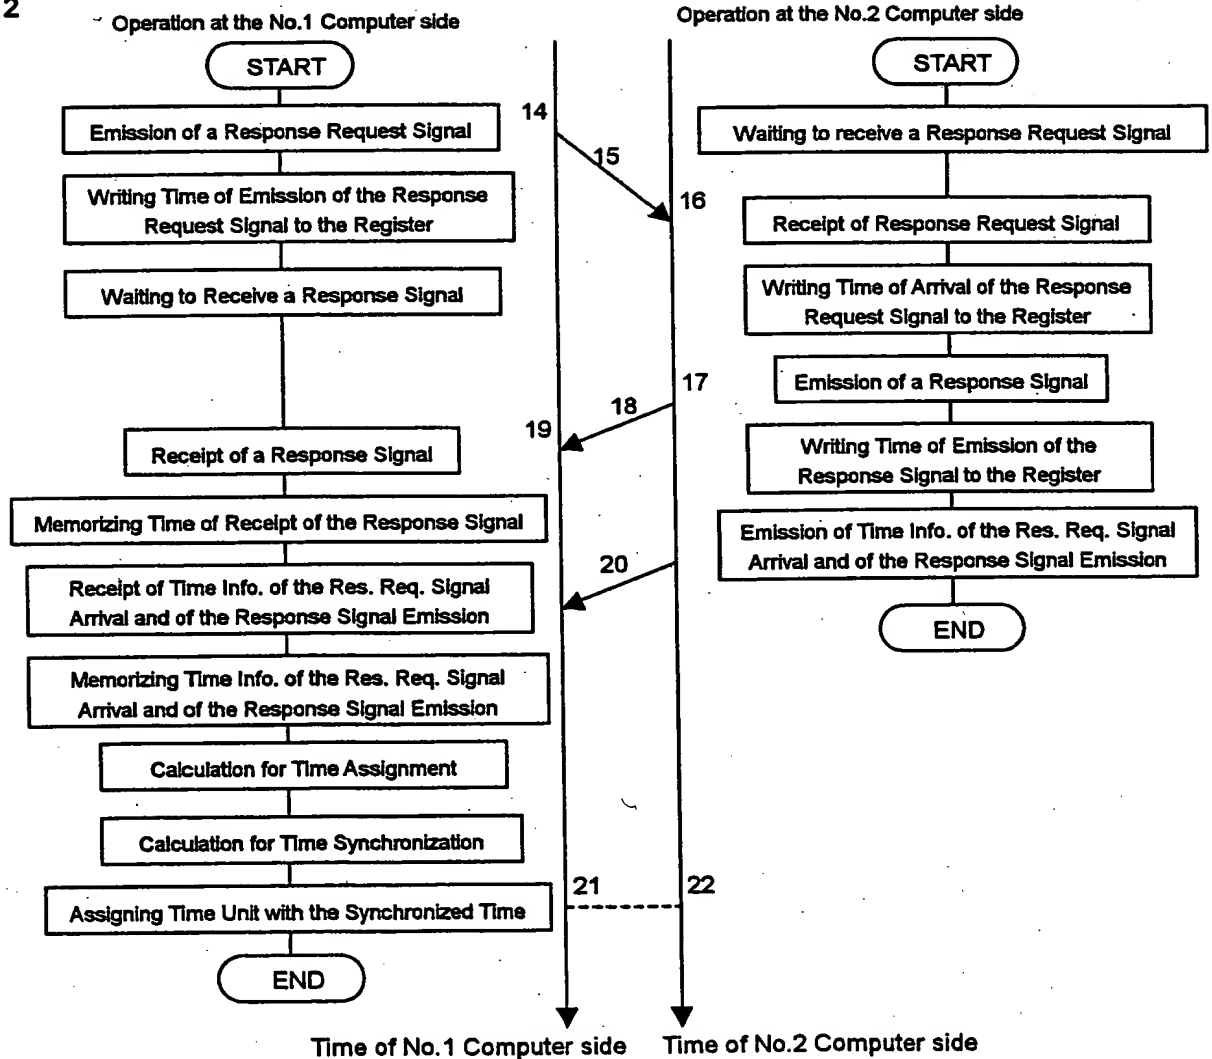 2
Operation at the No.1 Computer side
START
Emission of a Response Request Signal
Writing Time of Emission of the Response
Request Signal to the Register
Waiting to Receive a Response Signal
Receipt of a Response Signal
Memorizing Time of Receipt of the Response Signal
Receipt of Time Info. of the Res. Req. Signal
Arrival and of the Response Signal Emission
Memorizing Time Info. of the Res. Req. Signal
Arrival and of the Response Signal Emission
Calculation for Time Assignment
Calculation for Time Synchronization
Assigning Time Unit with the Synchronized Time
END
14
15
16
17
18
19
20
21
22
Time of No.1 Computer side
Time of No.2 Computer side
Operation at the No.2 Computer side
START
Waiting to receive a Response Request Signal
Receipt of Response Request Signal
Writing Time of Arrival of the Response
Request Signal to the Register
Emission of a Response Signal
Writing Time of Emission of the
Response Signal to the Register
Emission of Time Info. of the Res. Req. Signal
Arrival and of the Response Signal Emission
END